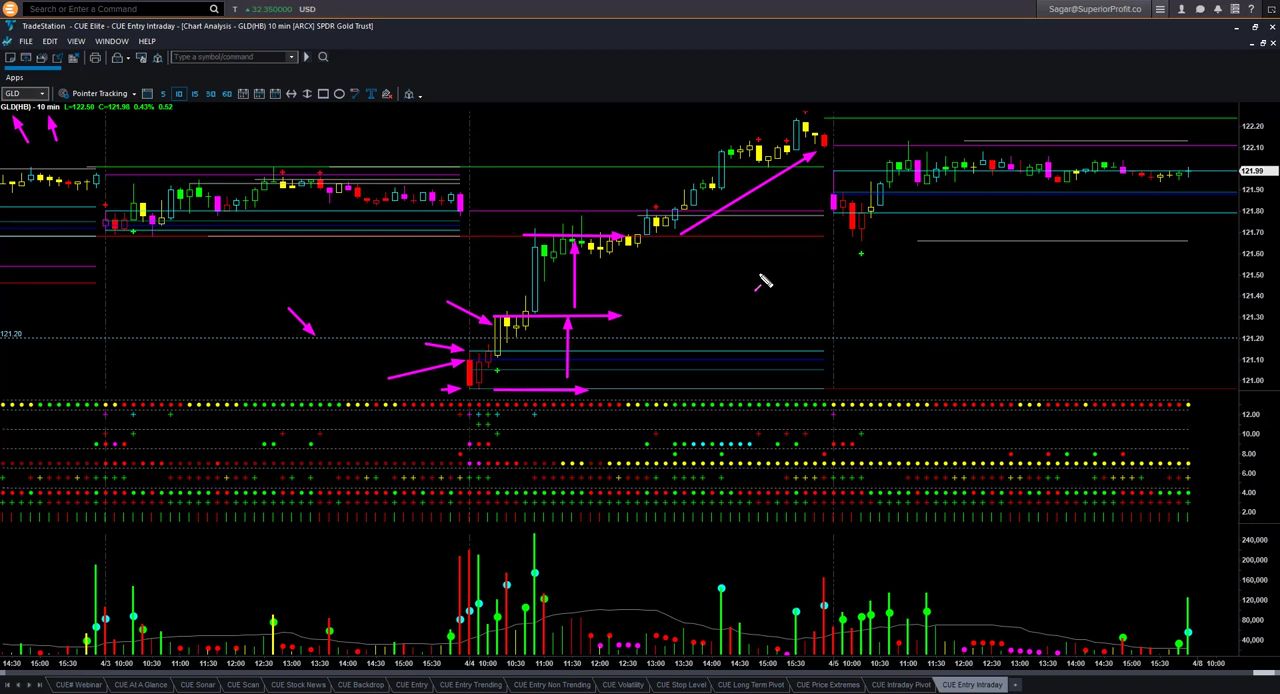 Search or Enter a Command T ▲32.350000 USD Sagar@SuperiorProfit.co
TradeStation - CUE Elite - CUE Entry Intraday - [Chart Analysis - GLD(HB) 10 min [ARCX] SPDR Gold Trust]
FILE EDIT VIEW WINDOW HELP
Type a symbol/command
Apps
GLD Pointer Tracking 5 10 15 30 60
GLD(HB) - 10 min L=122.50 C=121.98 0.43% 0.52
122.20
122.10
121.99
121.90
121.80
121.70
121.60
121.50
121.40
121.30
121.20 121.20
121.10
121.00
12.00
10.00
8.00
6.00
4.00
2.00
240,000
200,000
160,000
120,000
80,000
40,000
14:30 15:00 15:30 4/3 10:00 10:30 11:00 11:30 12:00 12:30 13:00 13:30 14:00 14:30 15:00 15:30 4/4 10:00 10:30 11:00 11:30 12:00 12:30 13:00 13:30 14:00 14:30 15:00 15:30 4/5 10:00 10:30 11:00 11:30 12:00 12:30 13:00 13:30 14:00 14:30 15:00 15:30 4/8 10:00
CUE# Webinar CUE At A Glance CUE Sonar CUE Scan CUE Stock News CUE Backdrop CUE Entry CUE Entry Trending CUE Entry Non Trending CUE Volatility CUE Stop Level CUE Long Term Pivot CUE Price Extremes CUE Intraday Pivot CUE Entry Intraday +